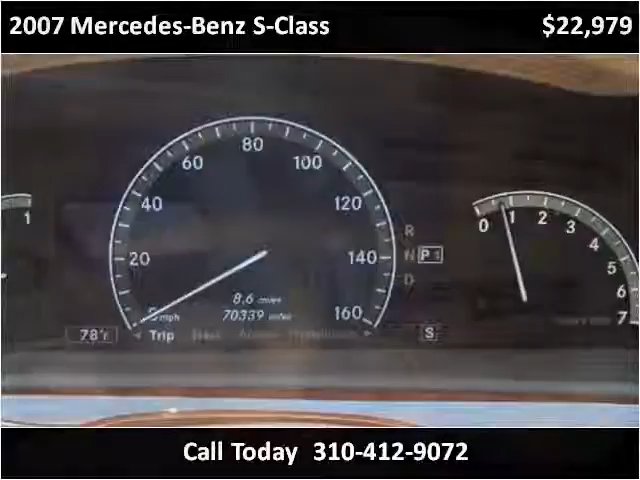 2007 Mercedes-Benz S-Class $22,979
80
60 100
40 120
1 0 1 2 3 4 5 6 7
20 140
R
N P
D
8.6 miles
mph 70339 miles 160
78°F Trip S
Call Today 310-412-9072